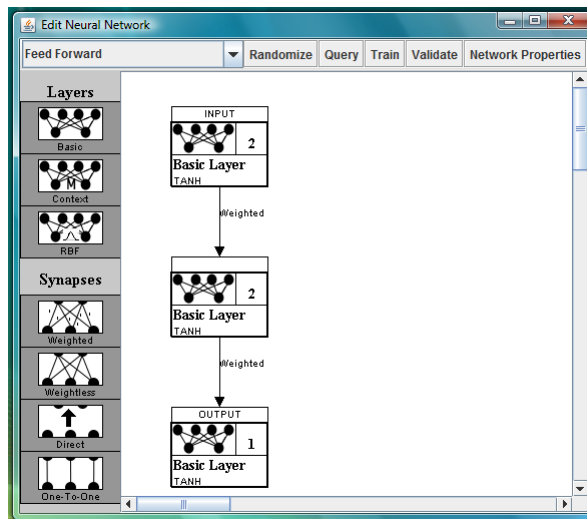 Edit Neural Network
Feed Forward Randomize Query Train Validate Network Properties
Layers
Basic
M
Context
RBF
Synapses
Weighted
Weightless
Direct
One-To-One
INPUT
2
Basic Layer
TANH
Weighted
2
Basic Layer
TANH
Weighted
OUTPUT
1
Basic Layer
TANH